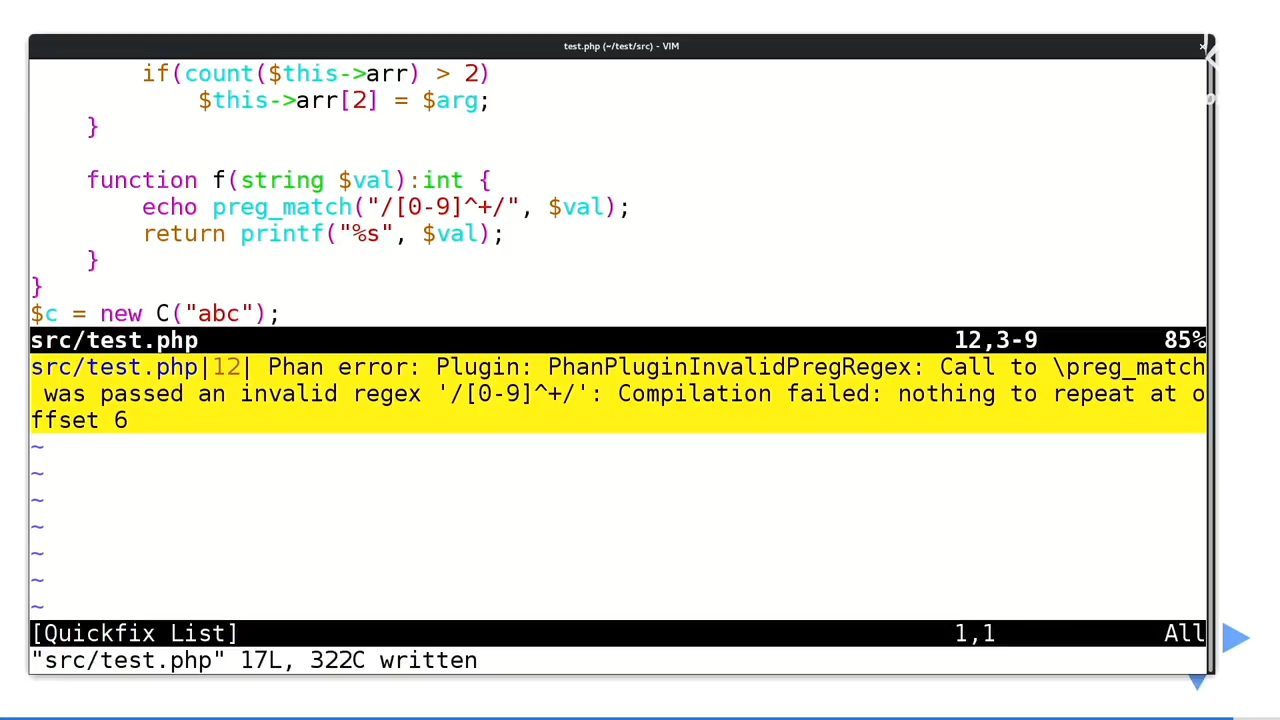 test.php (~/test/src) - VIM
if(count($this->arr) > 2)
$this->arr[2] = $arg;
}
function f(string $val):int {
echo preg_match("/[0-9]^+/", $val);
return printf("%s", $val);
}
}
$c = new C("abc");
src/test.php 12,3-9 85%
src/test.php|12| Phan error: Plugin: PhanPluginInvalidPregRegex: Call to \preg_match
was passed an invalid regex '/[0-9]^+/': Compilation failed: nothing to repeat at o
ffset 6
~
~
~
~
~
~
~
[Quickfix List] 1,1 All
"src/test.php" 17L, 322C written